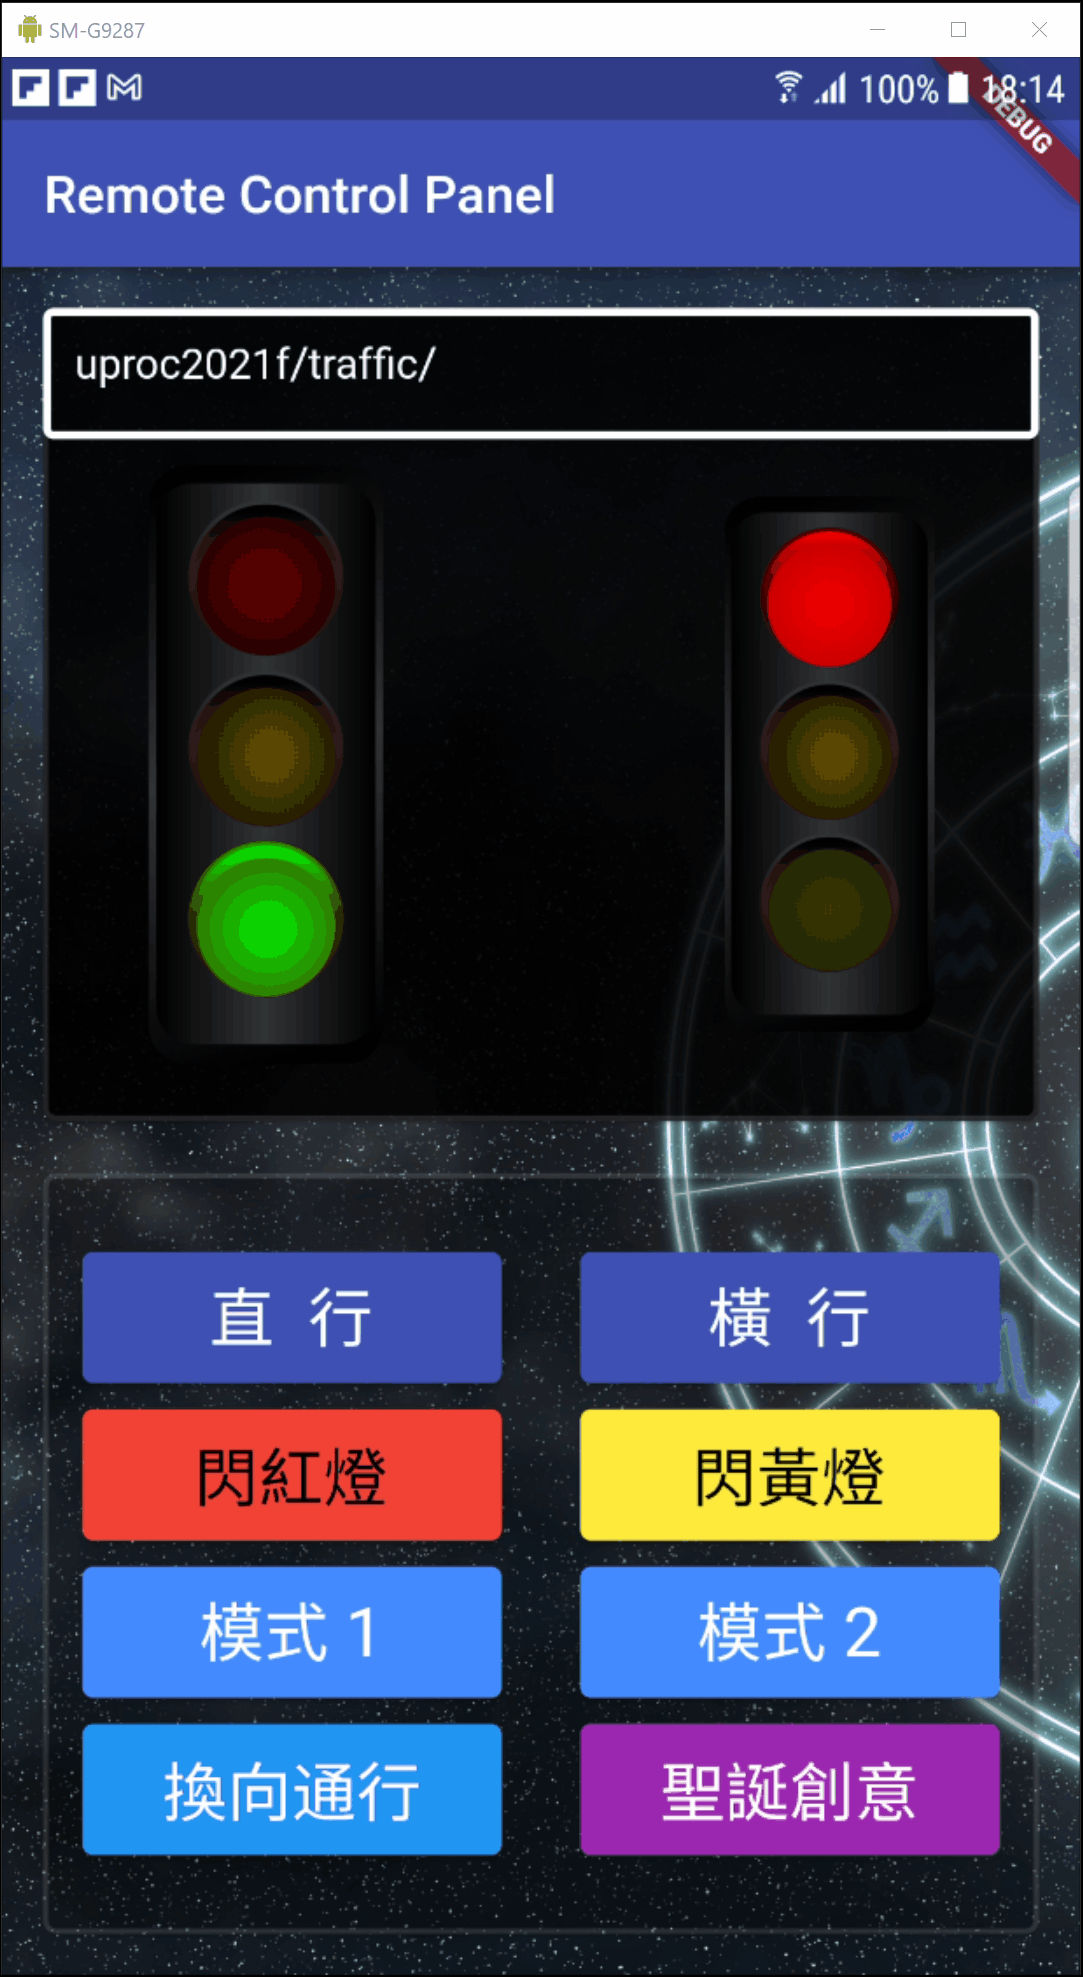 SM-G9287
100% 18:14
DEBUG
Remote Control Panel
uproc2021f/traffic/
直 行
橫 行
閃紅燈
閃黃燈
模式 1
模式 2
換向通行
聖誕創意